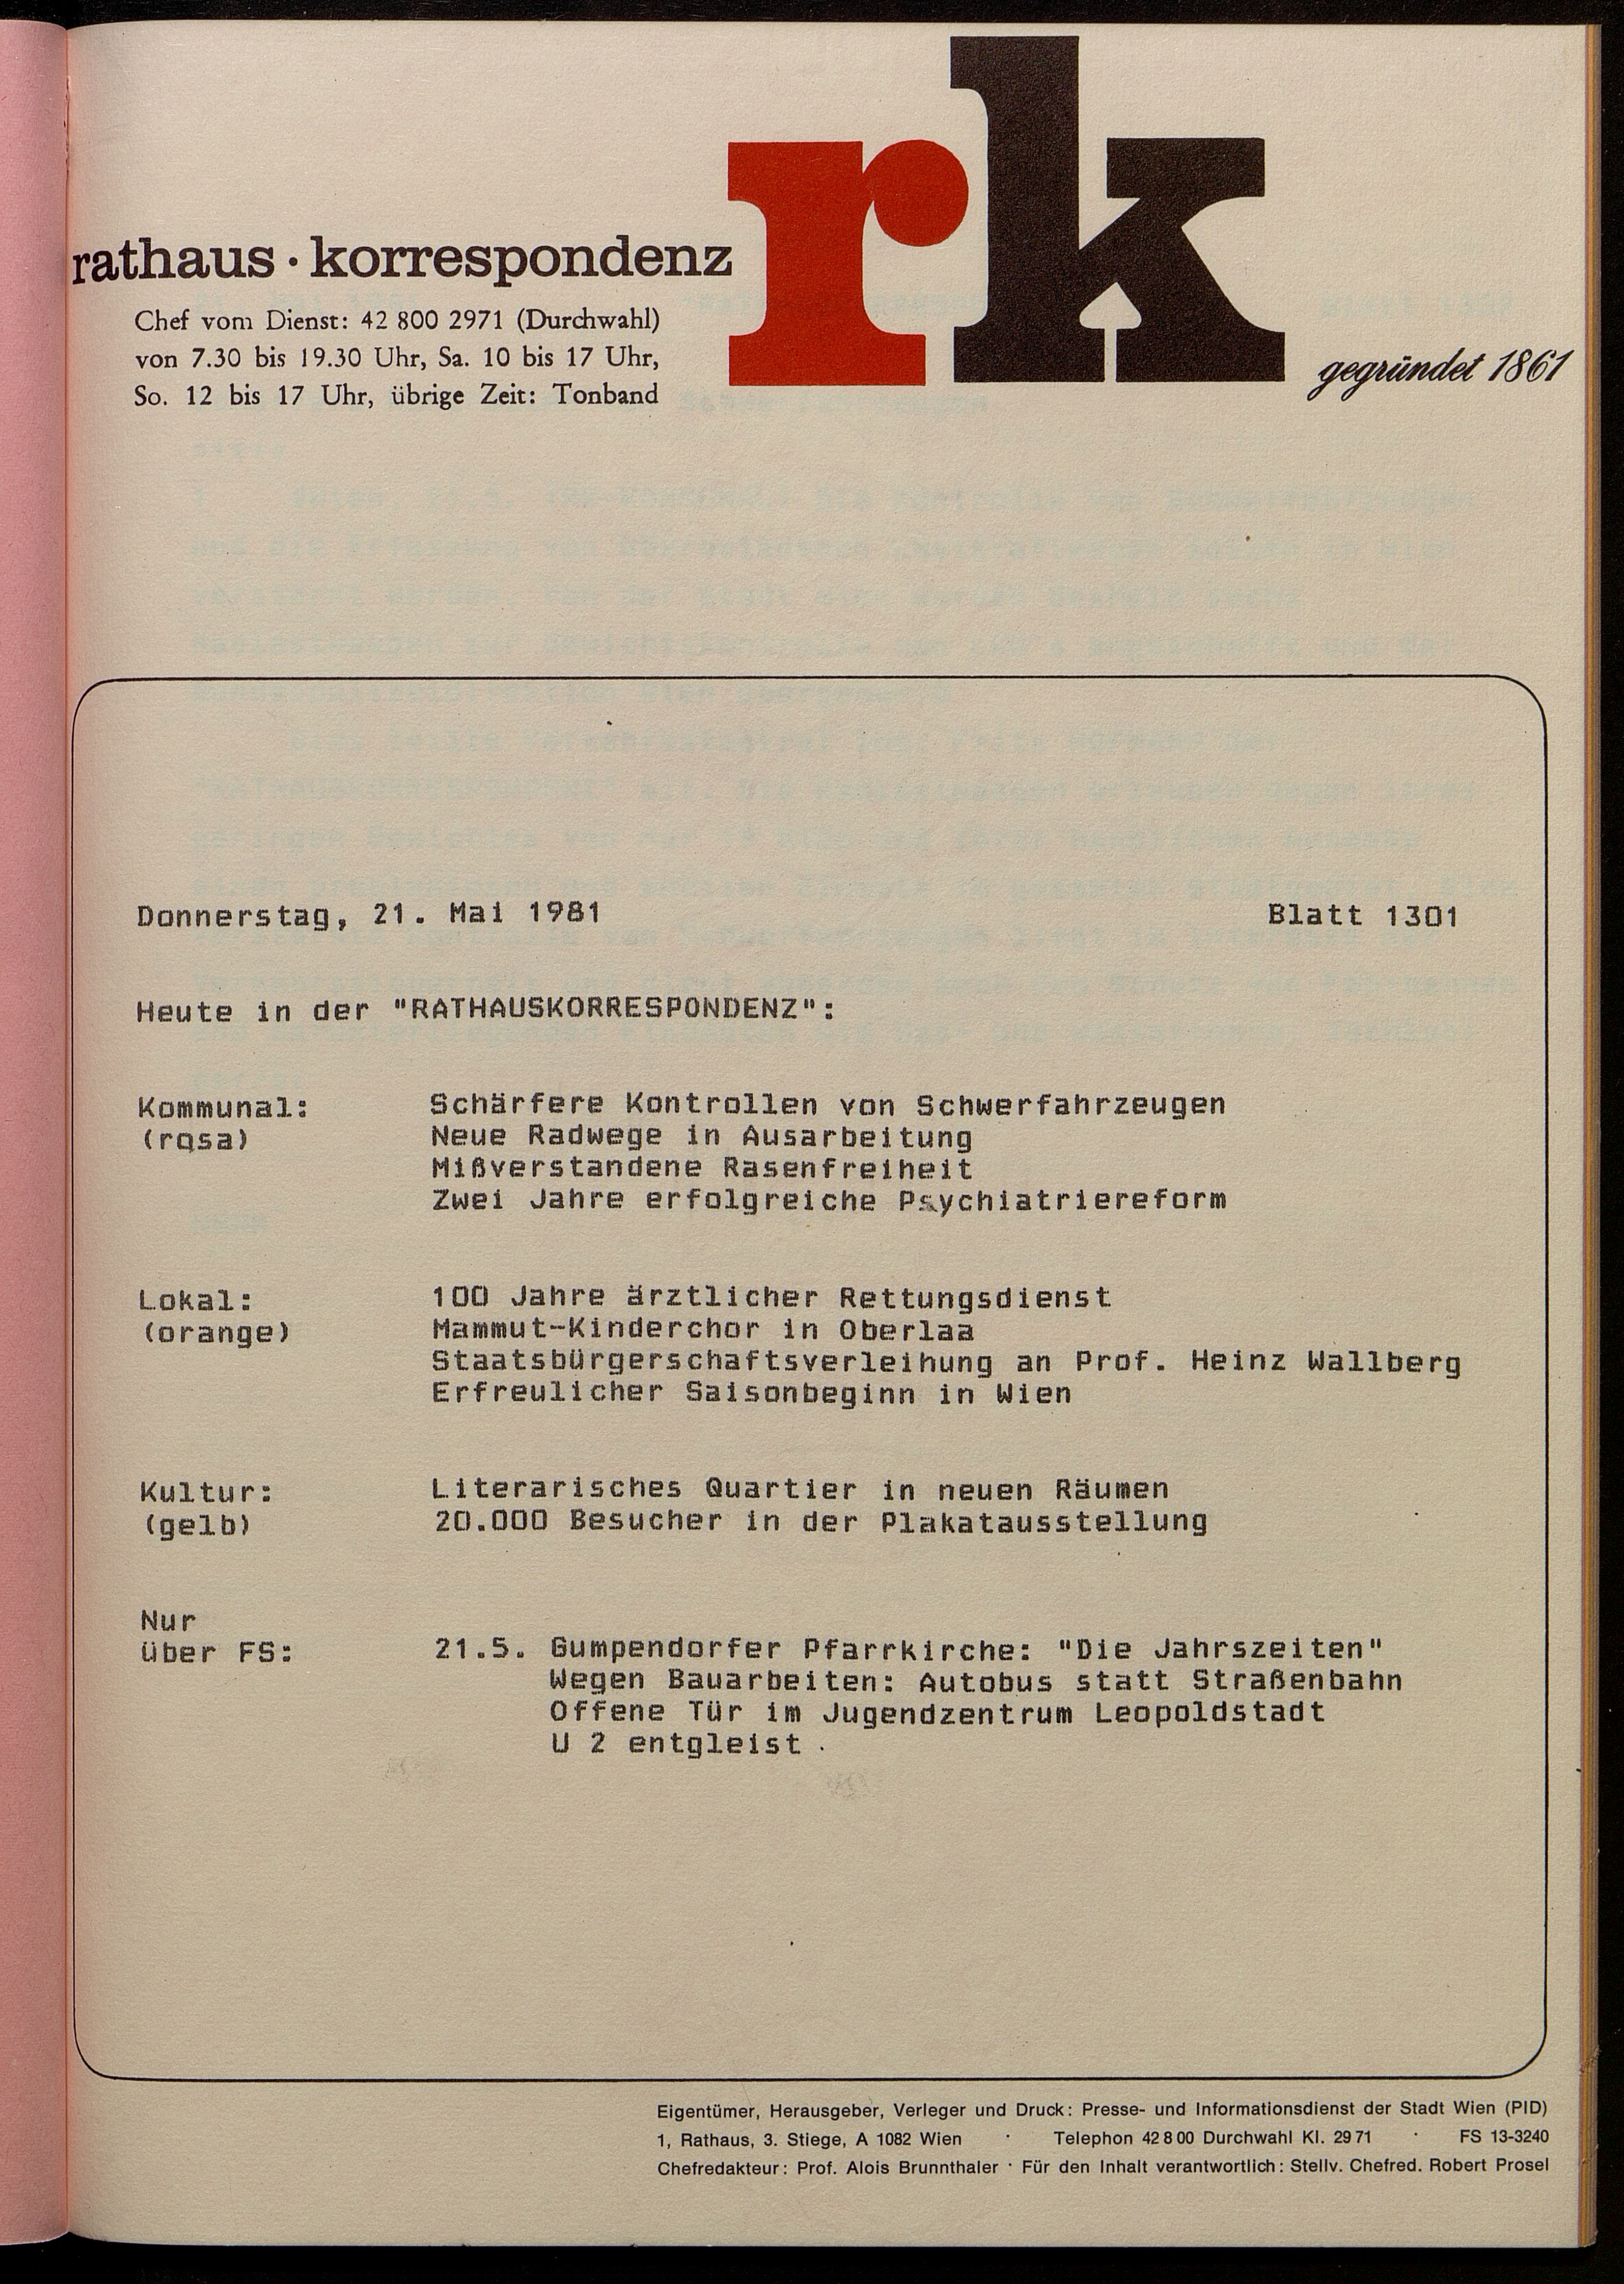 rk
rathaus · korrespondenz
Chef vom Dienst: 42 800 2971 (Durchwahl)
von 7.30 bis 19.30 Uhr, Sa. 10 bis 17 Uhr,
So. 12 bis 17 Uhr, übrige Zeit: Tonband
gegründet 1861
Donnerstag, 21. Mai 1981 Blatt 1301
Heute in der "RATHAUSKORRESPONDENZ":
Kommunal: Schärfere Kontrollen von Schwerfahrzeugen
(rosa) Neue Radwege in Ausarbeitung
Mißverstandene Rasenfreiheit
Zwei Jahre erfolgreiche Psychiatriereform
Lokal: 100 Jahre ärztlicher Rettungsdienst
(orange) Mammut-Kinderchor in Oberlaa
Staatsbürgerschaftsverleihung an Prof. Heinz Wallberg
Erfreulicher Saisonbeginn in Wien
Kultur: Literarisches Quartier in neuen Räumen
(gelb) 20.000 Besucher in der Plakatausstellung
Nur
über FS: 21.5. Gumpendorfer Pfarrkirche: "Die Jahrszeiten"
Wegen Bauarbeiten: Autobus statt Straßenbahn
Offene Tür im Jugendzentrum Leopoldstadt
U 2 entgleist
Eigentümer, Herausgeber, Verleger und Druck: Presse- und Informationsdienst der Stadt Wien (PID)
1, Rathaus, 3. Stiege, A 1082 Wien · Telephon 42 8 00 Durchwahl Kl. 29 71 · FS 13-3240
Chefredakteur: Prof. Alois Brunnthaler · Für den Inhalt verantwortlich: Stellv. Chefred. Robert Prosel